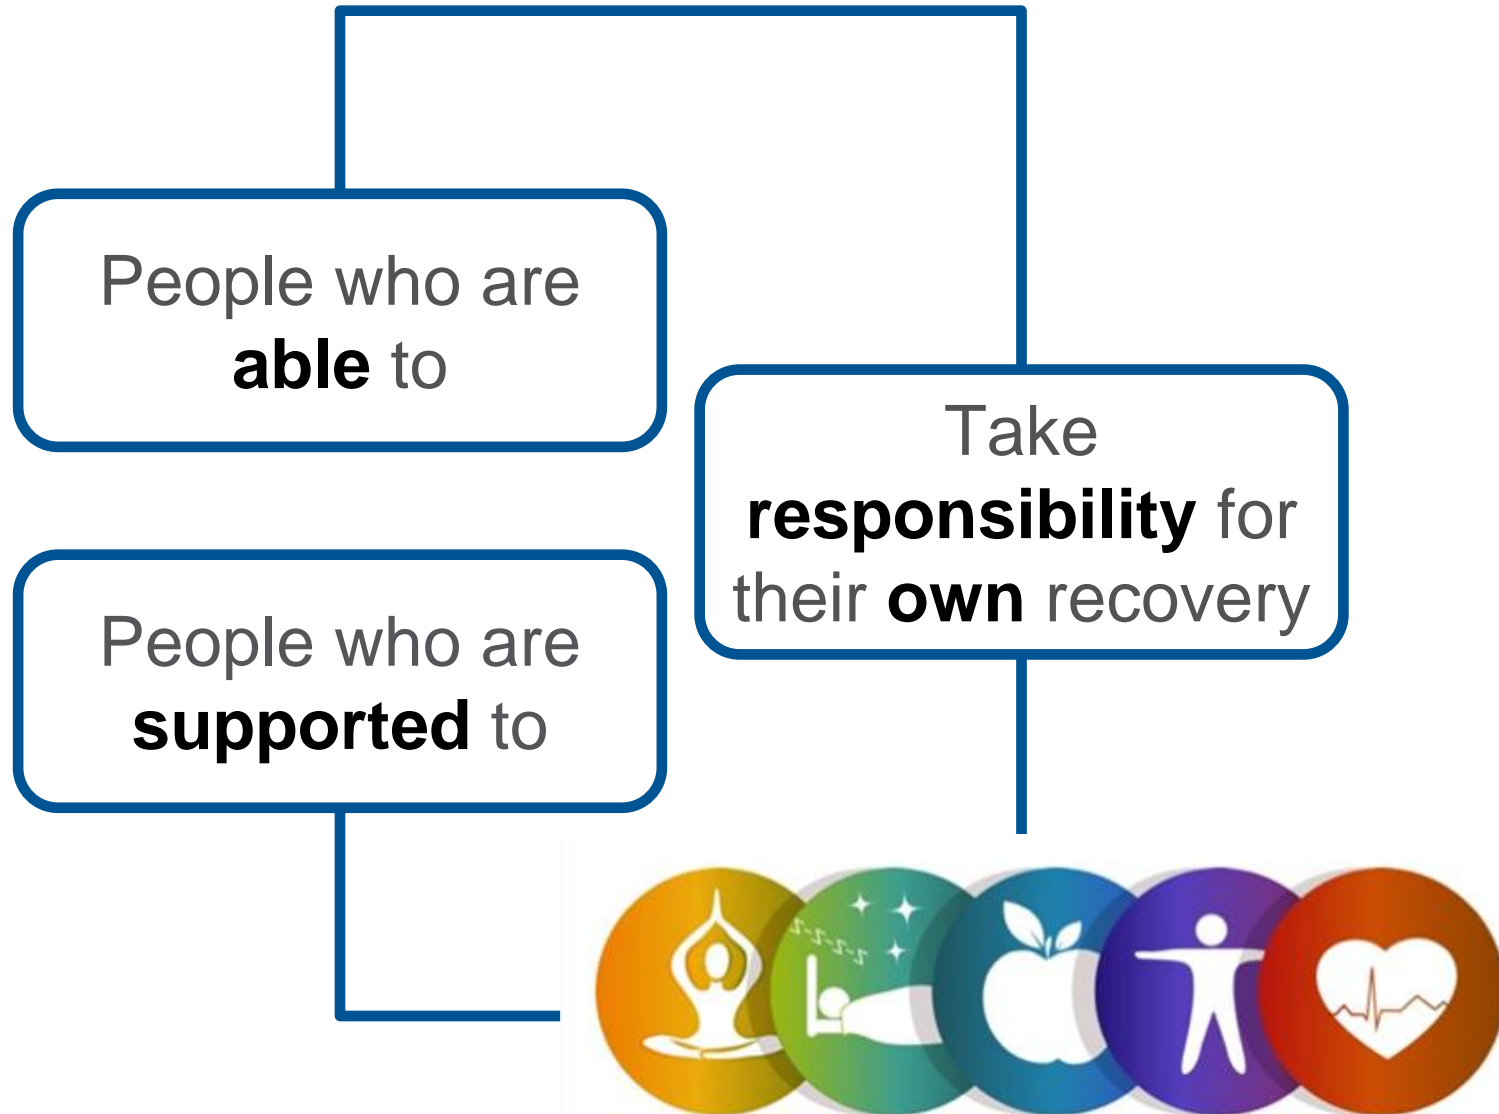 People who are
able to
People who are
supported to
Take
responsibility for
their own recovery
z-z-z-z-z